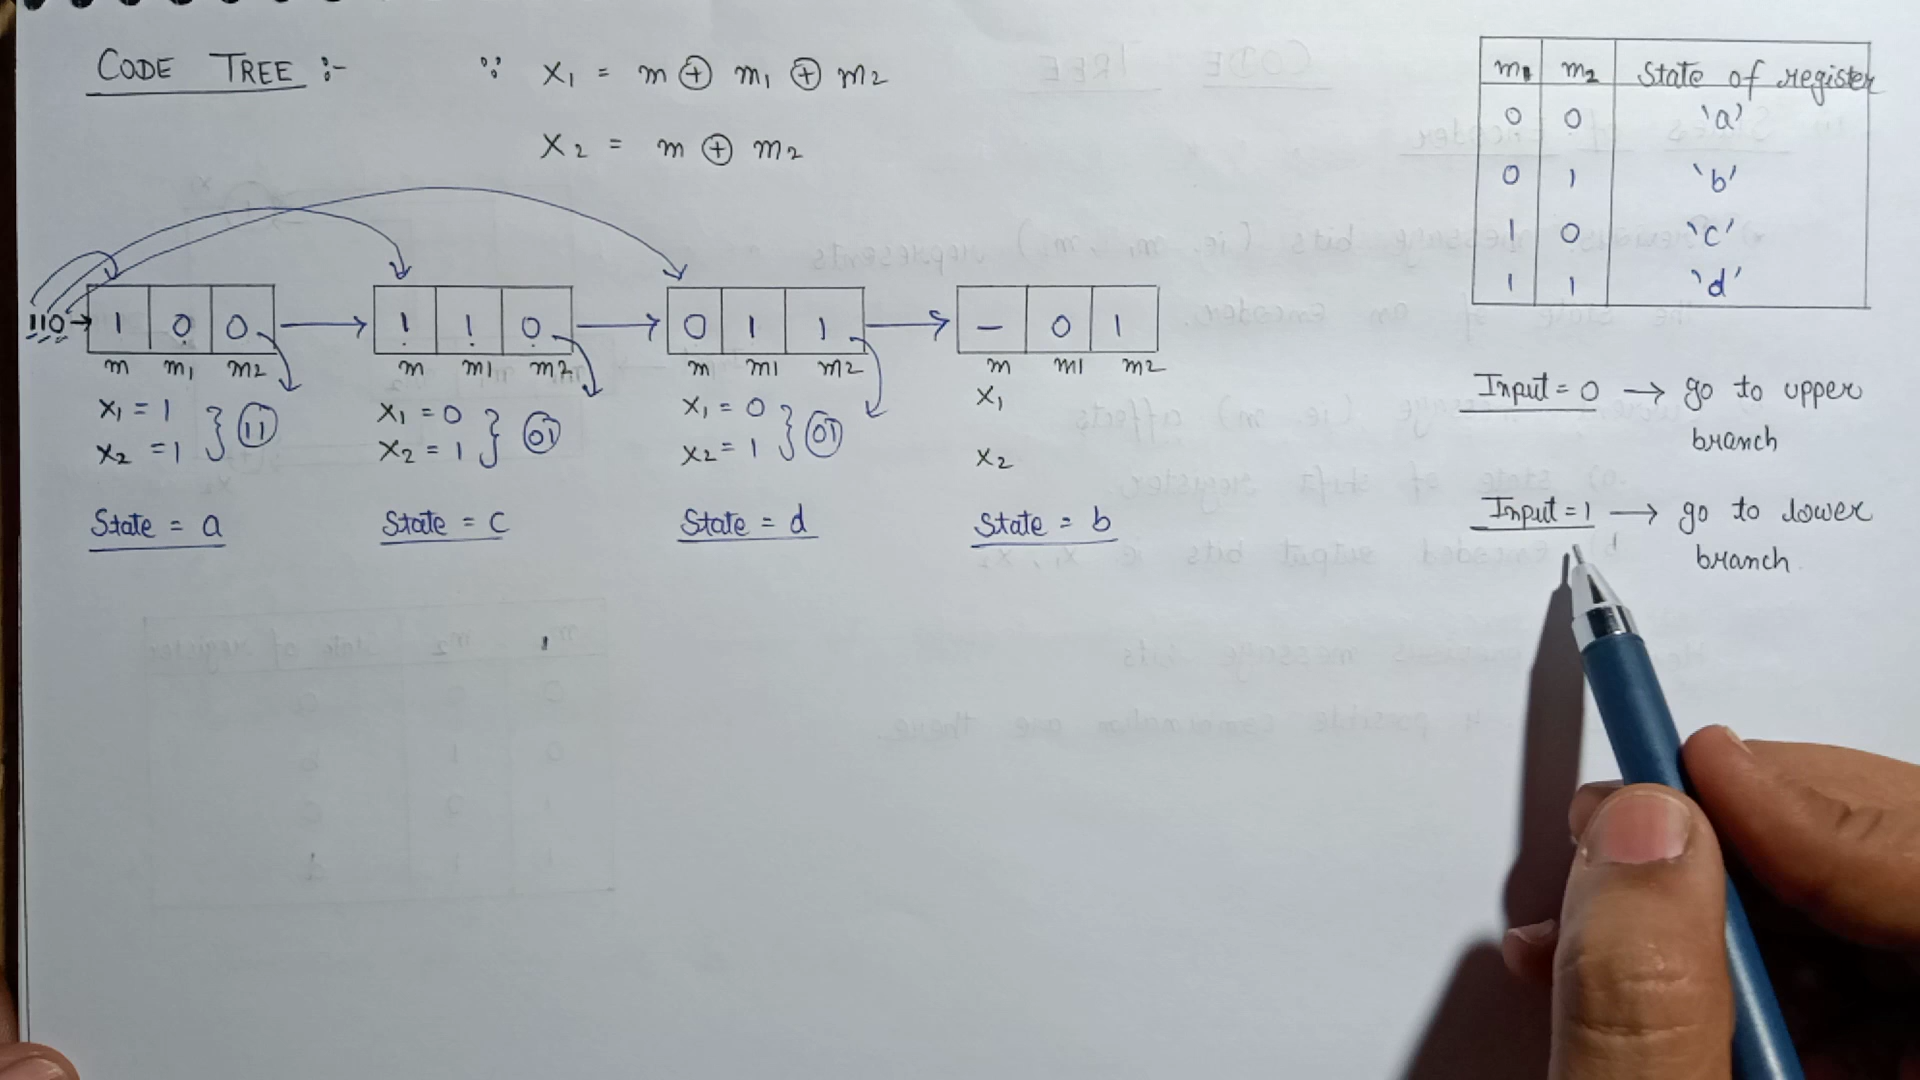 CODE TREE :-
∵ X1 = m ⊕ m1 ⊕ m2
X2 = m ⊕ m2
110 → 1 0 0 → 1 1 0 → 0 1 1 → – 0 1
m m1 m2 m m1 m2 m m1 m2 m m1 m2
X1 = 1
X2 = 1 } 11
X1 = 0
X2 = 1 } 01
X1 = 0
X2 = 1 } 01
X1
X2
State = a
State = c
State = d
State = b
m1 m2 State of register
0 0 'a'
0 1 'b'
1 0 'c'
1 1 'd'
Input = 0 → go to upper
branch
Input = 1 → go to lower
branch